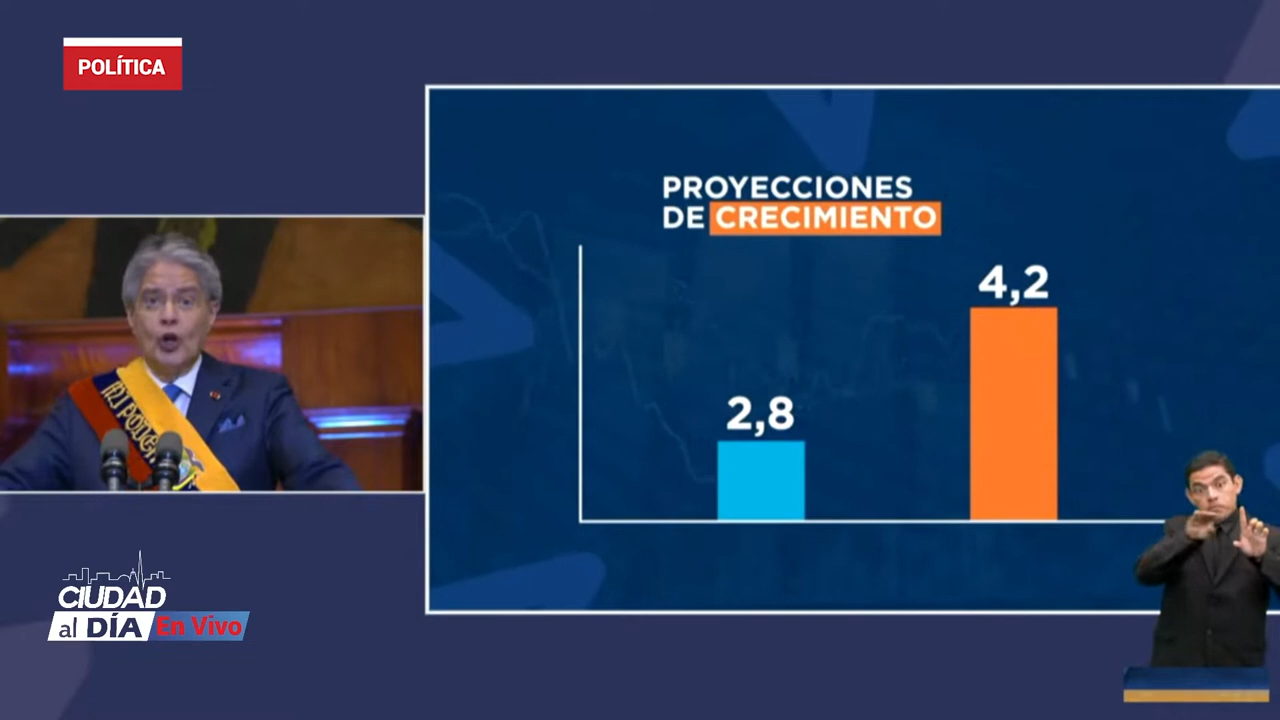 POLÍTICA
PROYECCIONES
DE CRECIMIENTO
4,2
2,8
CIUDAD
al DÍA En Vivo